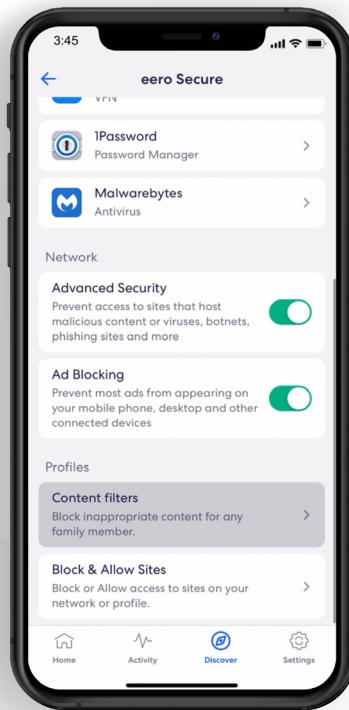 3:45
eero Secure
VPN
1Password
Password Manager
Malwarebytes
Antivirus
Network
Advanced Security
Prevent access to sites that host
malicious content or viruses, botnets,
phishing sites and more
Ad Blocking
Prevent most ads from appearing on
your mobile phone, desktop and other
connected devices
Profiles
Content filters
Block inappropriate content for any
family member.
Block & Allow Sites
Block or Allow access to sites on your
network or profile.
Home Activity Discover Settings